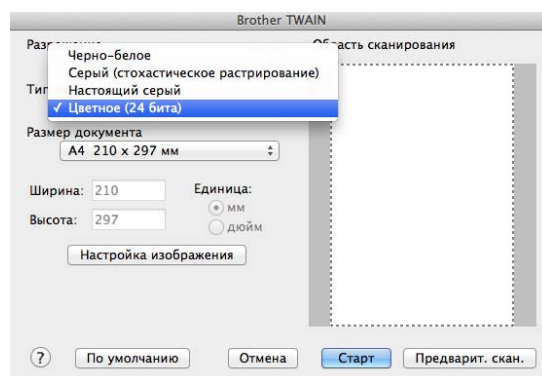 Brother TWAIN
Область сканирования
Черно-белое
Серый (стохастическое растрирование)
Настоящий серый
✓ Цветное (24 бита)
Размер документа
A4 210 x 297 мм
Ширина: 210
Единица:
мм
Высота: 297
дюйм
Настройка изображения
? По умолчанию Отмена Старт Предварит. скан.